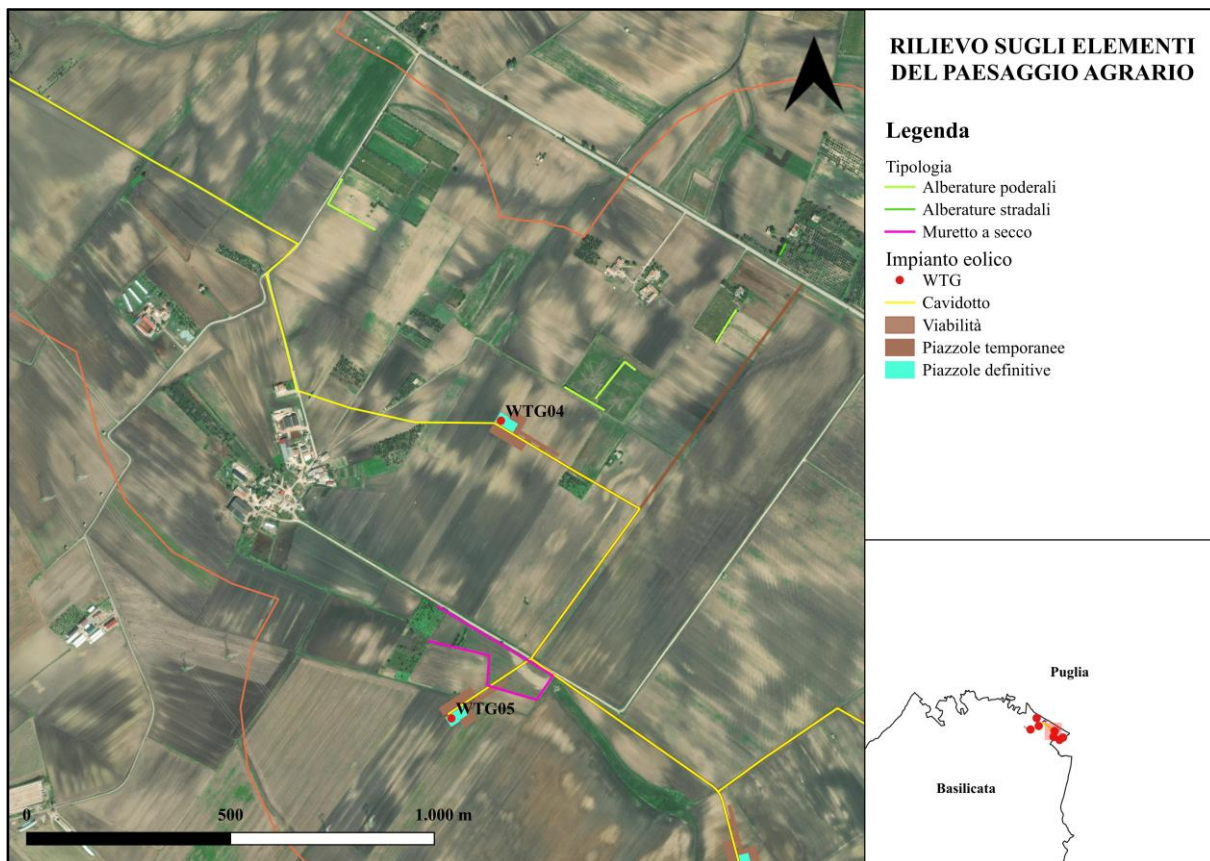 RILIEVO SUGLI ELEMENTI
DEL PAESAGGIO AGRARIO
Legenda
Tipologia
Alberature poderali
Alberature stradali
Muretto a secco
Impianto eolico
WTG
Cavidotto
Viabilità
Piazzole temporanee
Piazzole definitive
WTG04
WTG05
0
500
1.000 m
Puglia
Basilicata